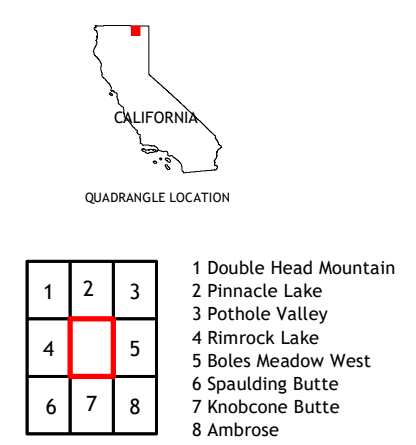 CALIFORNIA
QUADRANGLE LOCATION
1 2 3
4 5
6 7 8
1 Double Head Mountain
2 Pinnacle Lake
3 Pothole Valley
4 Rimrock Lake
5 Boles Meadow West
6 Spaulding Butte
7 Knobcone Butte
8 Ambrose